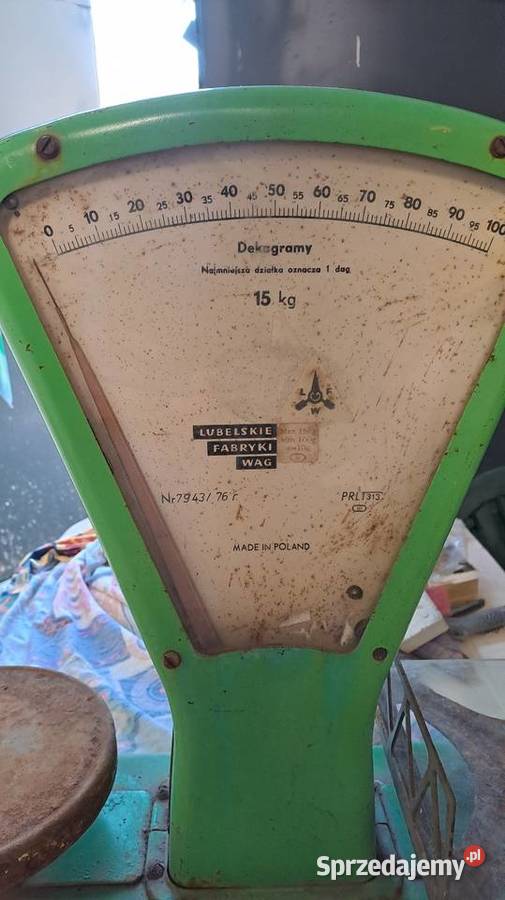 0 5 10 15 20 25 30 35 40 45 50 55 60 65 70 75 80 85 90 95 100
Dekagramy
Najmniejsza działka oznacza 1 dag
15 kg
L F
W
LUBELSKIE
FABRYKI
WAG
Nr 7943/ 76 r.
PRL T313
MADE IN POLAND
Sprzedajemy.pl